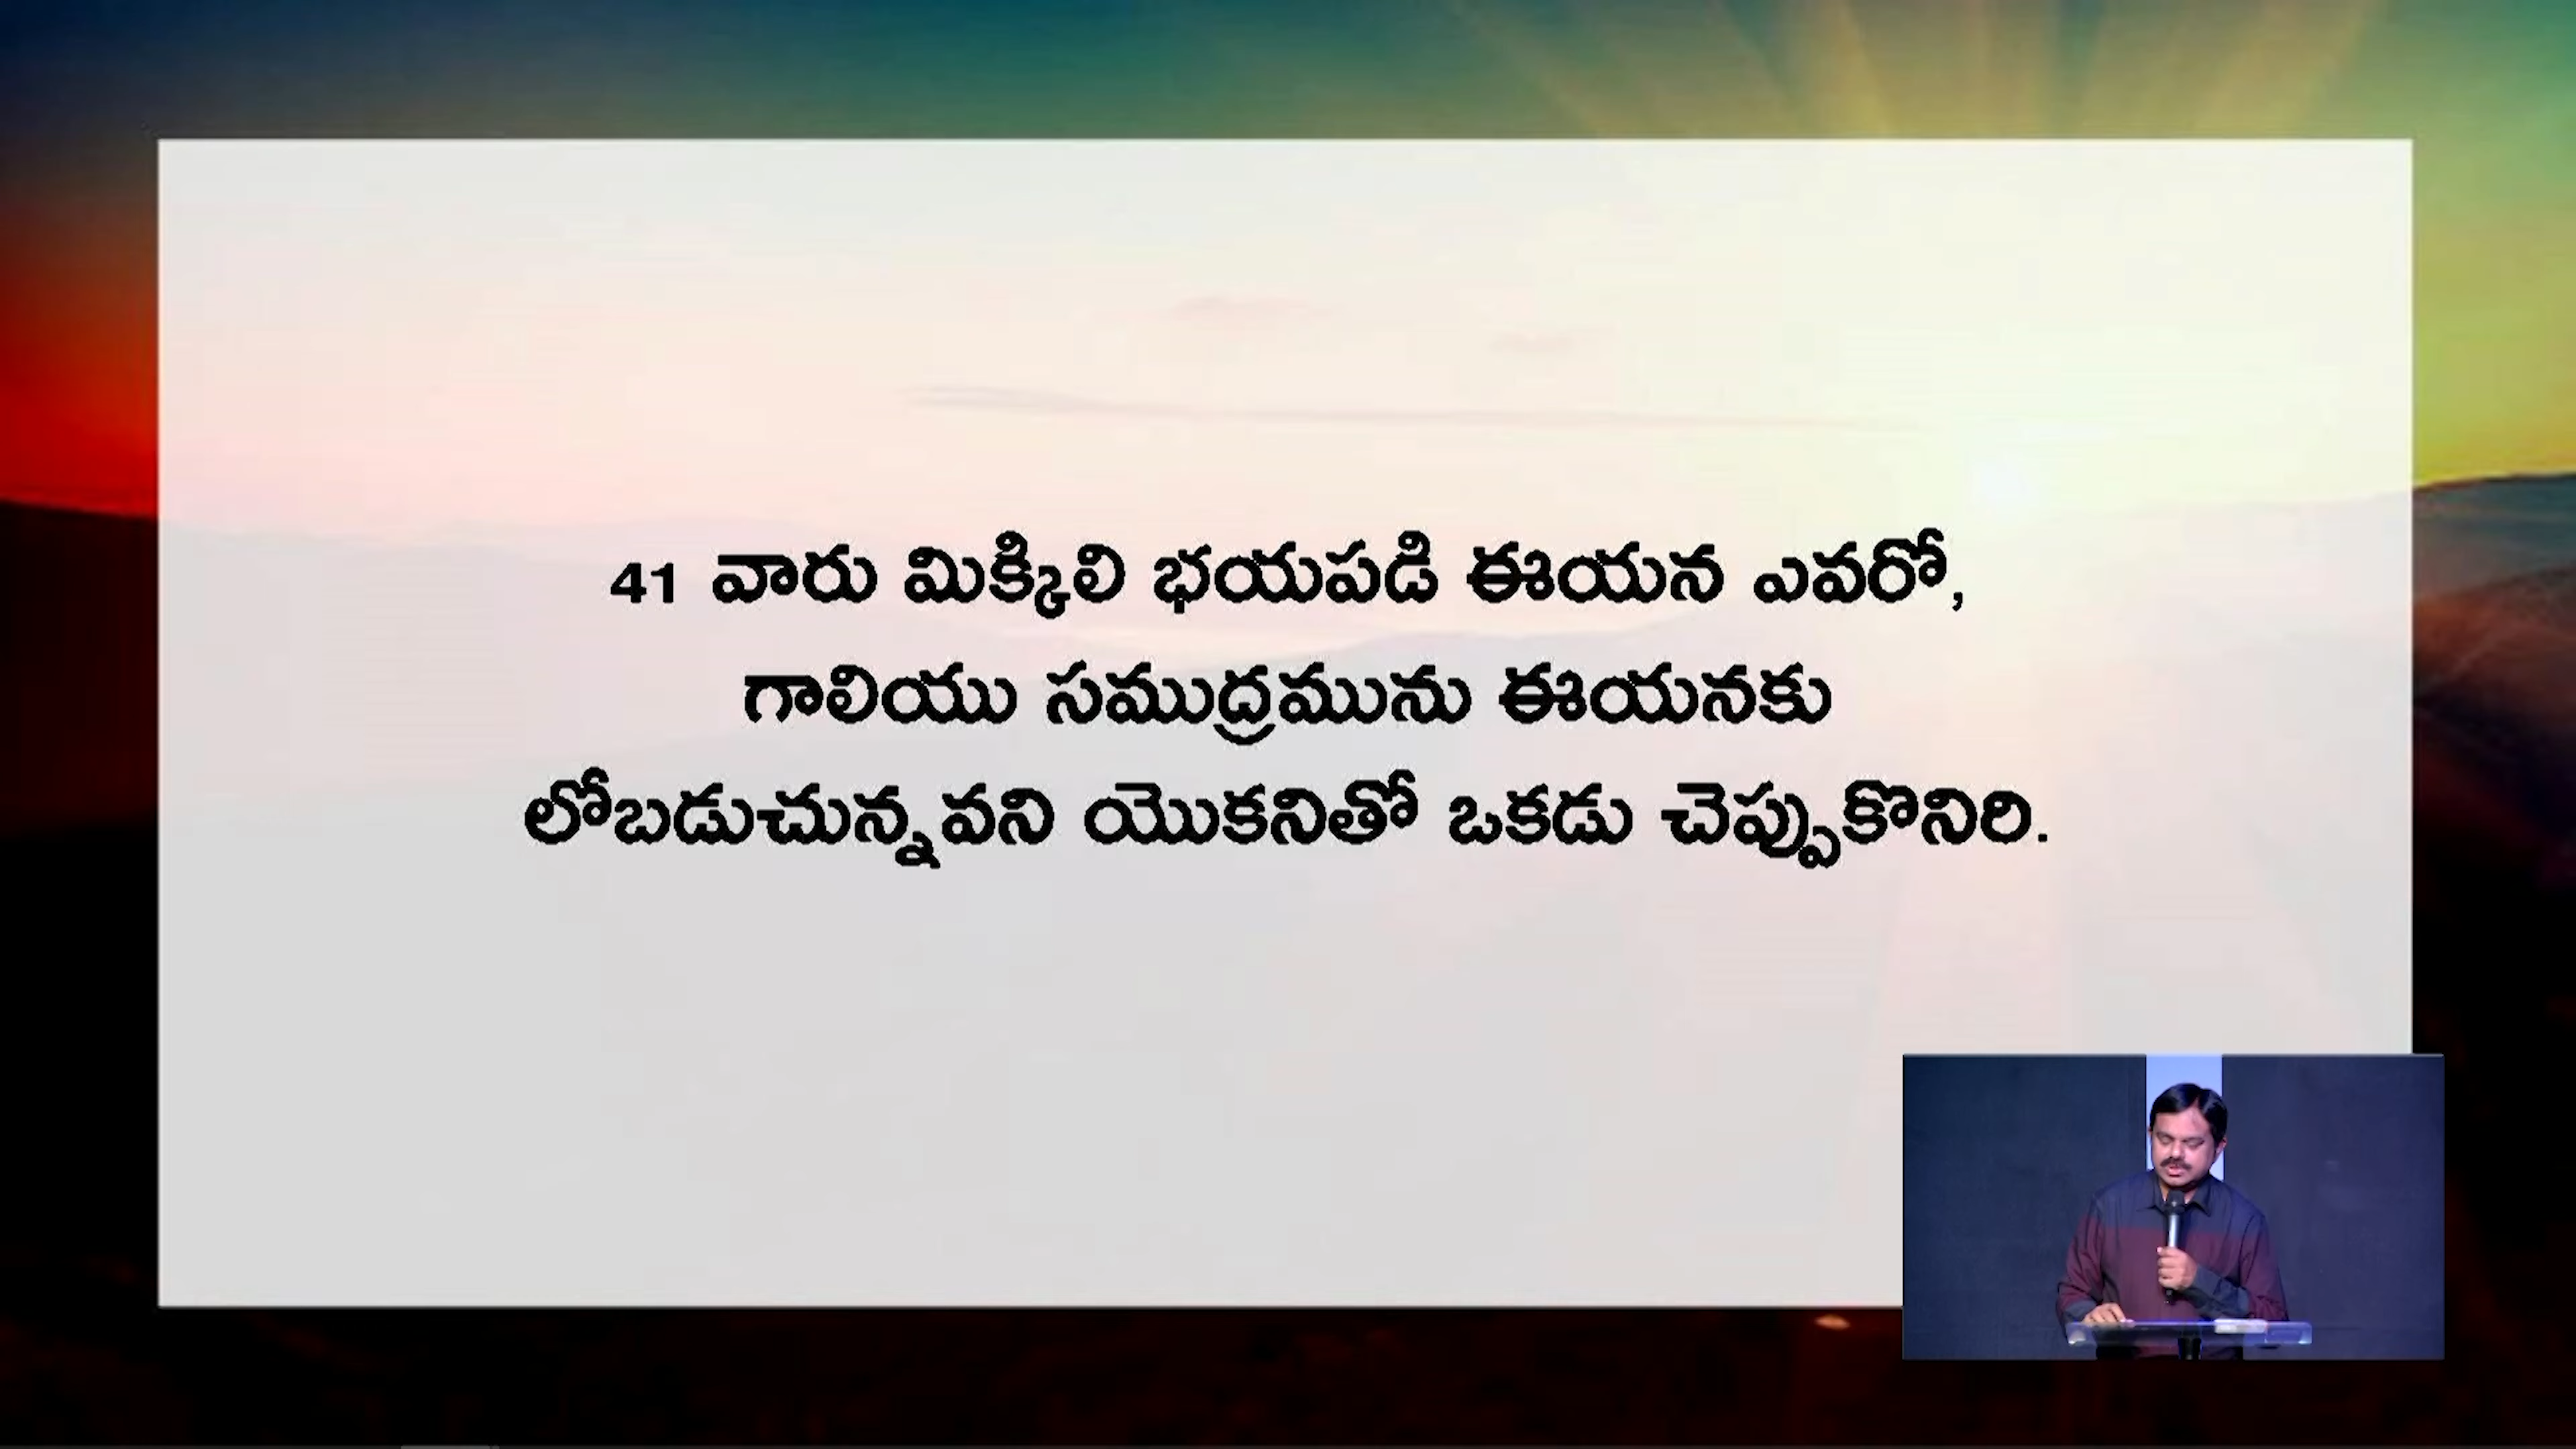 41 వారు మిక్కిలి భయపడి ఈయన ఎవరో,
గాలియు సముద్రమును ఈయనకు
లోబడుచున్నవని యొకనితో ఒకడు చెప్పుకొనిరి.